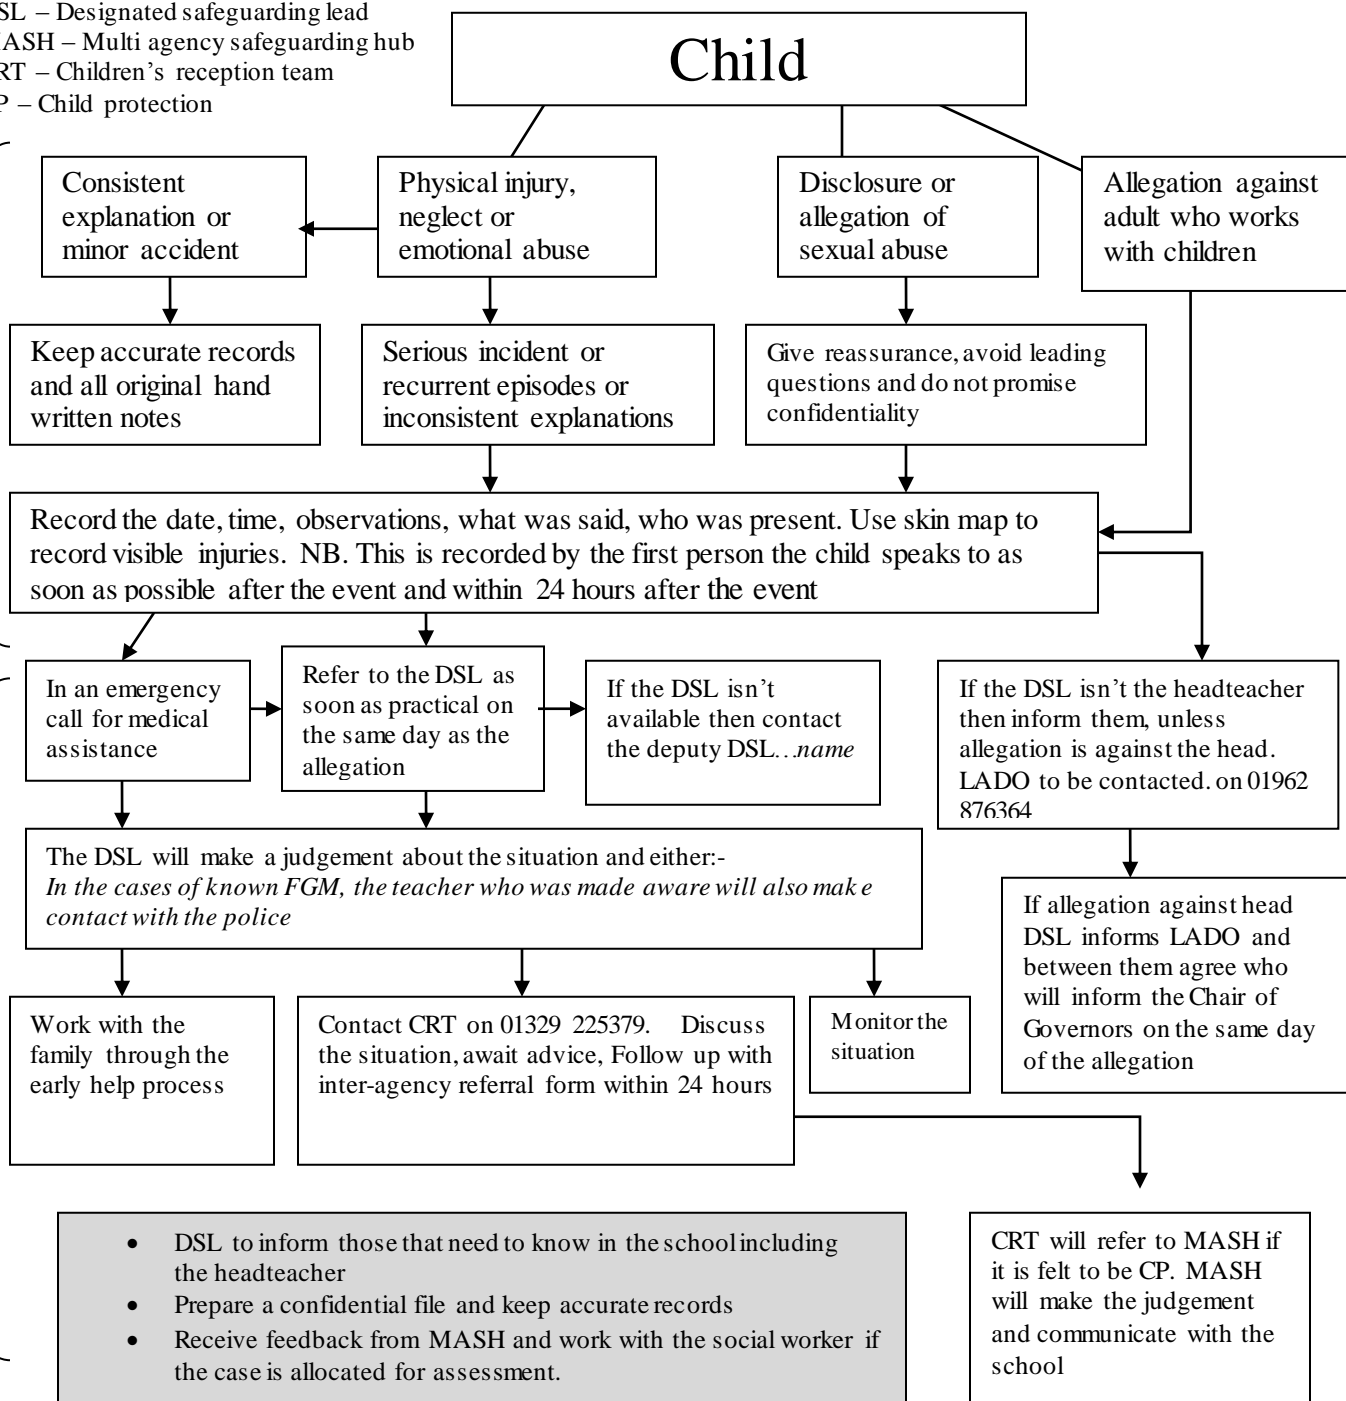 SL – Designated safeguarding lead
ASH – Multi agency safeguarding hub
RT – Children's reception team
P – Child protection
Child
Consistent
explanation or
minor accident
Physical injury,
neglect or
emotional abuse
Disclosure or
allegation of
sexual abuse
Allegation against
adult who works
with children
Keep accurate records
and all original hand
written notes
Serious incident or
recurrent episodes or
inconsistent explanations
Give reassurance, avoid leading
questions and do not promise
confidentiality
Record the date, time, observations, what was said, who was present. Use skin map to
record visible injuries. NB. This is recorded by the first person the child speaks to as
soon as possible after the event and within 24 hours after the event
In an emergency
call for medical
assistance
Refer to the DSL as
soon as practical on
the same day as the
allegation
If the DSL isn't
available then contact
the deputy DSL…name
If the DSL isn't the headteacher
then inform them, unless
allegation is against the head.
LADO to be contacted. on 01962
876364
The DSL will make a judgement about the situation and either:-
In the cases of known FGM, the teacher who was made aware will also make
contact with the police
If allegation against head
DSL informs LADO and
between them agree who
will inform the Chair of
Governors on the same day
of the allegation
Work with the
family through the
early help process
Contact CRT on 01329 225379. Discuss
the situation, await advice, Follow up with
inter-agency referral form within 24 hours
Monitor the
situation
• DSL to inform those that need to know in the school including
the headteacher
• Prepare a confidential file and keep accurate records
• Receive feedback from MASH and work with the social worker if
the case is allocated for assessment.
CRT will refer to MASH if
it is felt to be CP. MASH
will make the judgement
and communicate with the
school